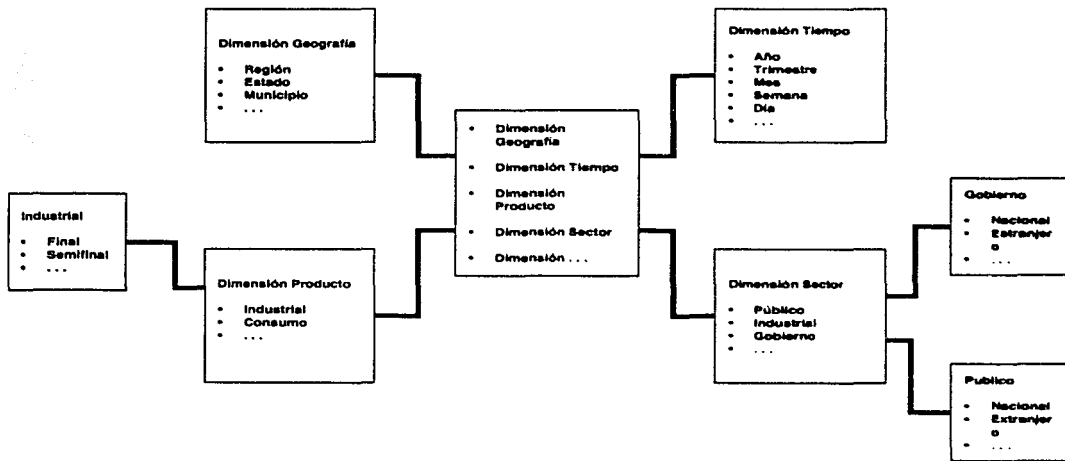 Dimensión Geografía
• Región
• Estado
• Municipio
• . . .
Dimensión Tiempo
• Año
• Trimestre
• Mes
• Semana
• Día
• . . .
• Dimensión
Geografía
• Dimensión Tiempo
• Dimensión
Producto
• Dimensión Sector
• Dimensión . . .
Industrial
• Final
• Semifinal
• . . .
Dimensión Producto
• Industrial
• Consumo
• . . .
Dimensión Sector
• Público
• Industrial
• Gobierno
• . . .
Gobierno
• Nacional
• Extranjer
o
• . . .
Publico
• Nacional
• Extranjer
o
• . . .